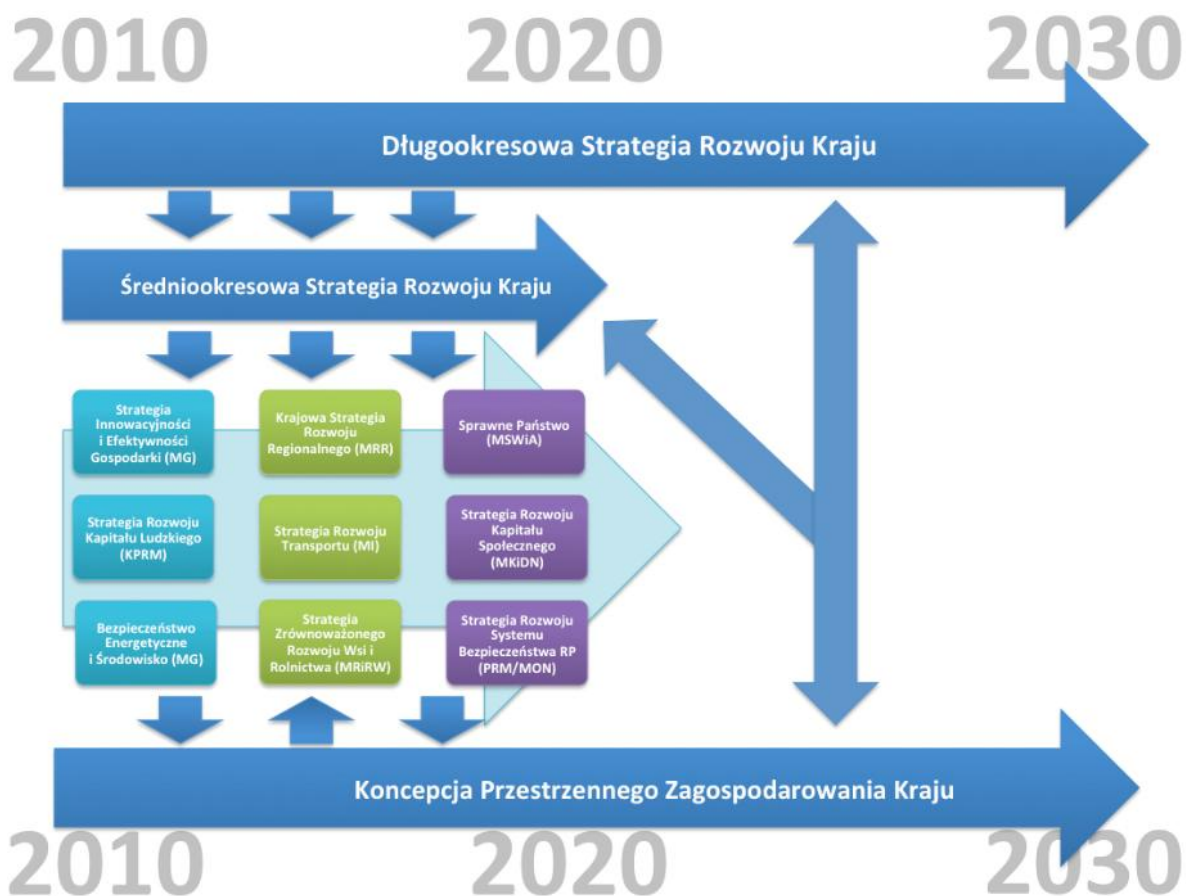 2010 2020 2030
Długookresowa Strategia Rozwoju Kraju
Średniookresowa Strategia Rozwoju Kraju
Strategia
Innowacyjności
i Efektywności
Gospodarki (MG)
Krajowa Strategia
Rozwoju
Regionalnego (MRR)
Sprawne Państwo
(MSWiA)
Strategia Rozwoju
Kapitału Ludzkiego
(KPRM)
Strategia Rozwoju
Transportu (MI)
Strategia Rozwoju
Kapitału
Społecznego
(MKiDN)
Bezpieczeństwo
Energetyczne
i Środowisko (MG)
Strategia
Zrównoważonego
Rozwoju Wsi i
Rolnictwa (MRiRW)
Strategia Rozwoju
Systemu
Bezpieczeństwa RP
(PRM/MON)
Koncepcja Przestrzennego Zagospodarowania Kraju
2010 2020 2030